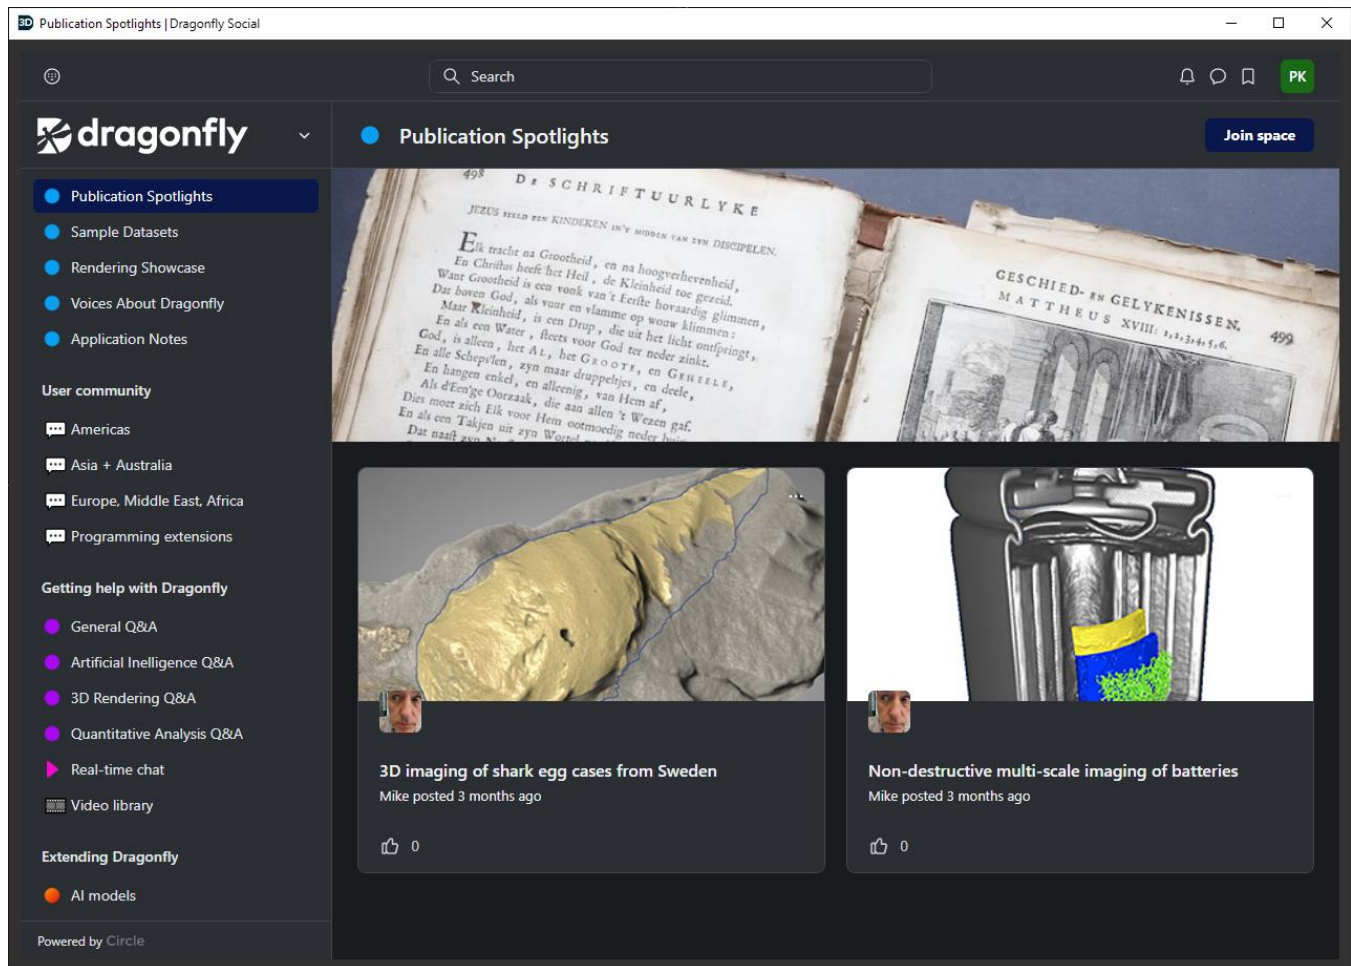 3D Publication Spotlights | Dragonfly Social
Search
PK
dragonfly
Publication Spotlights
Join space
Publication Spotlights
Sample Datasets
Rendering Showcase
Voices About Dragonfly
Application Notes
User community
Americas
Asia + Australia
Europe, Middle East, Africa
Programming extensions
Getting help with Dragonfly
General Q&A
Artificial Inelligence Q&A
3D Rendering Q&A
Quantitative Analysis Q&A
Real-time chat
Video library
Extending Dragonfly
AI models
Powered by Circle
498 DE SCHRIFTUURLYKE
JEZUS STELD EEN KINDEKEN IN'T MIDDEN VAN ZYN DISCIPELEN.
Elk tracht na Grootheid, en na hoogverhevenheid,
En Christus heeft het Heil, de Kleinheid toe gezeid.
Want Grootheid is een vonk van't Eerste hovaardig glimmen,
Dat boven God, als vuur en vlamme op wouw klimmen:
Maar Kleinheid, is een Drup, die uit het licht ontspringt,
En als een Water, steets voor God ter neder zinkt.
God, is alleen, het AL, het GROOTE, en GEHEELE,
En alle Scheps'len, zyn maar druppeltjes, en deele,
En hangen enkel, en alleenig, van Hem af,
Als d'Een'ge Oorzaak, die aan allen 't Wezen gaf.
Dies moet zich Elk voor Hem ootmoedig neder
En als een Takjen uit zyn Wortel
Dat naast zyn
GESCHIED- EN GELYKENISSEN. 499
MATTHEUS XVIII: 1,2,3,4,5,6.
3D imaging of shark egg cases from Sweden
Mike posted 3 months ago
0
Non-destructive multi-scale imaging of batteries
Mike posted 3 months ago
0